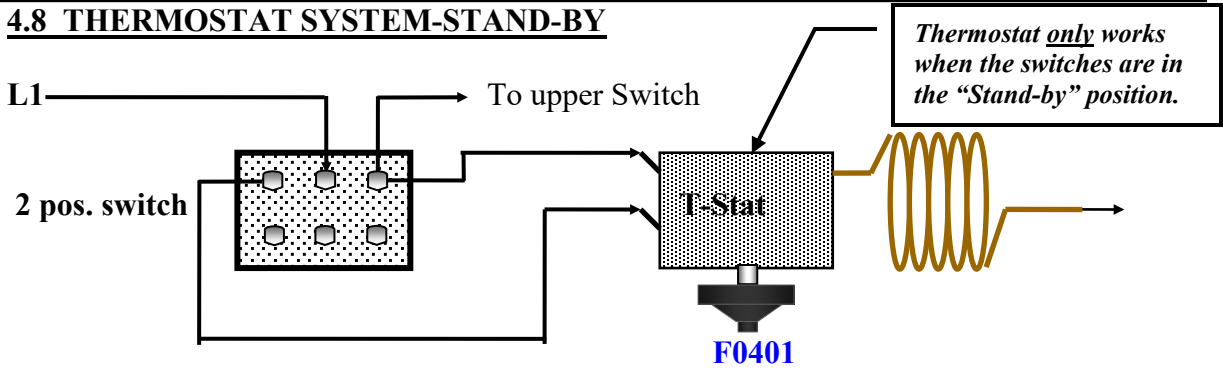 4.8 THERMOSTAT SYSTEM-STAND-BY
Thermostat only works
when the switches are in
the “Stand-by” position.
L1
To upper Switch
2 pos. switch
T-Stat
F0401